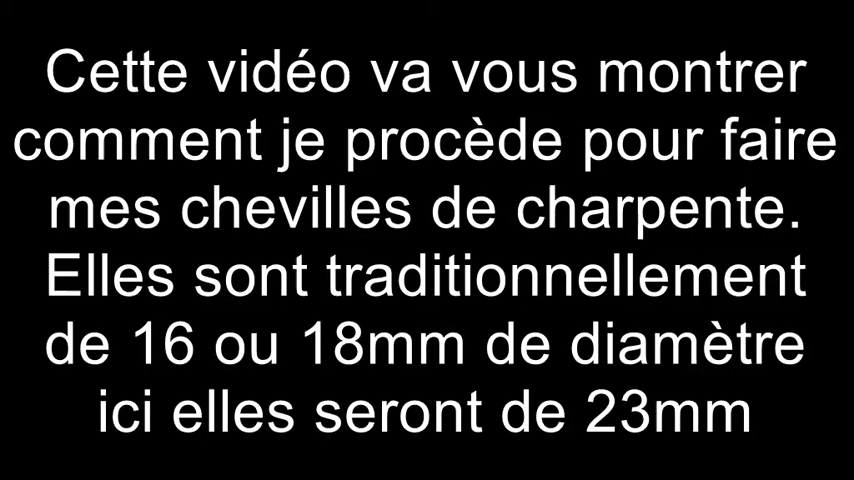 Cette vidéo va vous montrer
comment je procède pour faire
mes chevilles de charpente.
Elles sont traditionnellement
de 16 ou 18mm de diamètre
ici elles seront de 23mm